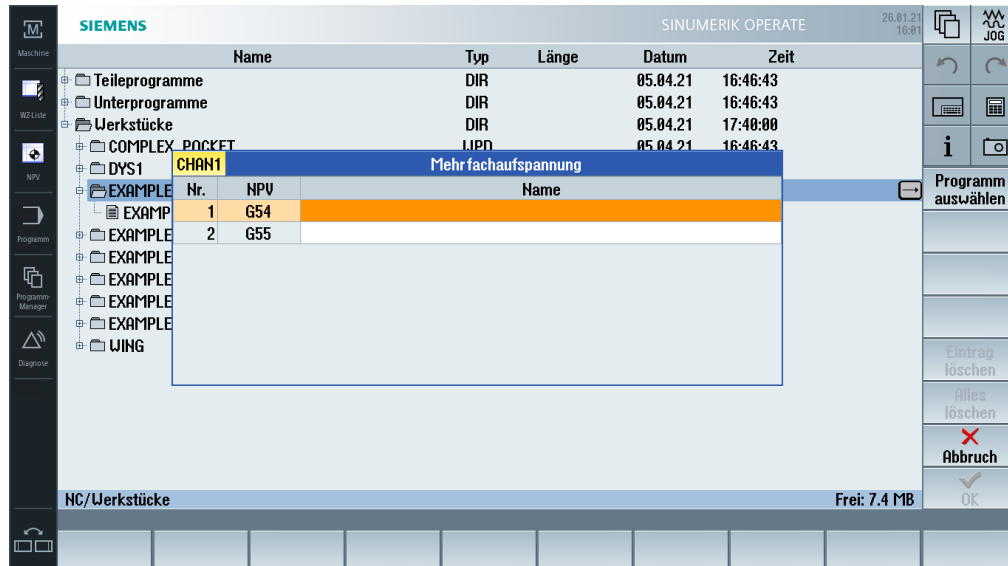 SIEMENS
SINUMERIK OPERATE
26.01.21
16:01
JOG
M
Maschine
WZ-Liste
NPV
Programm
Programm-
Manager
Diagnose
Name Typ Länge Datum Zeit
Teileprogramme DIR 05.04.21 16:46:43
Unterprogramme DIR 05.04.21 16:46:43
Werkstücke DIR 05.04.21 17:40:00
COMPLEX_POCKET WPD 05.04.21 16:46:43
DYS1
EXAMPLE
EXAMP
EXAMPLE
EXAMPLE
EXAMPLE
EXAMPLE
EXAMPLE
WING
CHAN1 Mehrfachaufspannung
Nr. NPV Name
1 G54
2 G55
NC/Werkstücke Frei: 7.4 MB
i
Programm
auswählen
Eintrag
löschen
Alles
löschen
Abbruch
OK